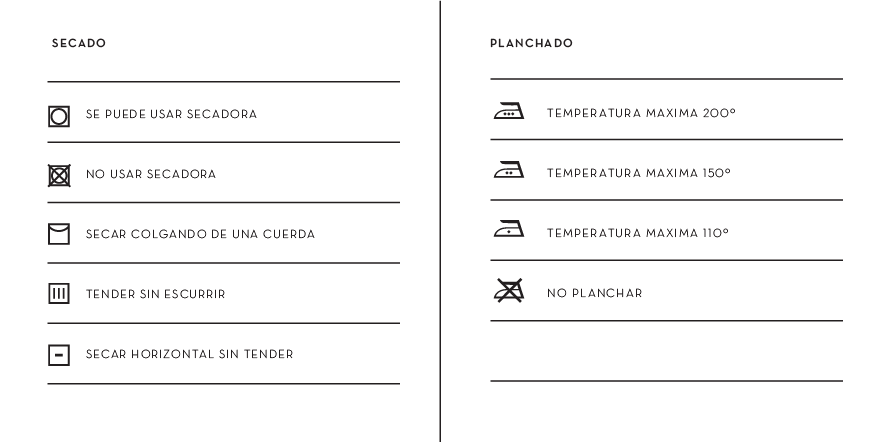 SECADO
SE PUEDE USAR SECADORA
NO USAR SECADORA
SECAR COLGANDO DE UNA CUERDA
TENDER SIN ESCURRIR
SECAR HORIZONTAL SIN TENDER
PLANCHADO
TEMPERATURA MAXIMA 200º
TEMPERATURA MAXIMA 150º
TEMPERATURA MAXIMA 110º
NO PLANCHAR